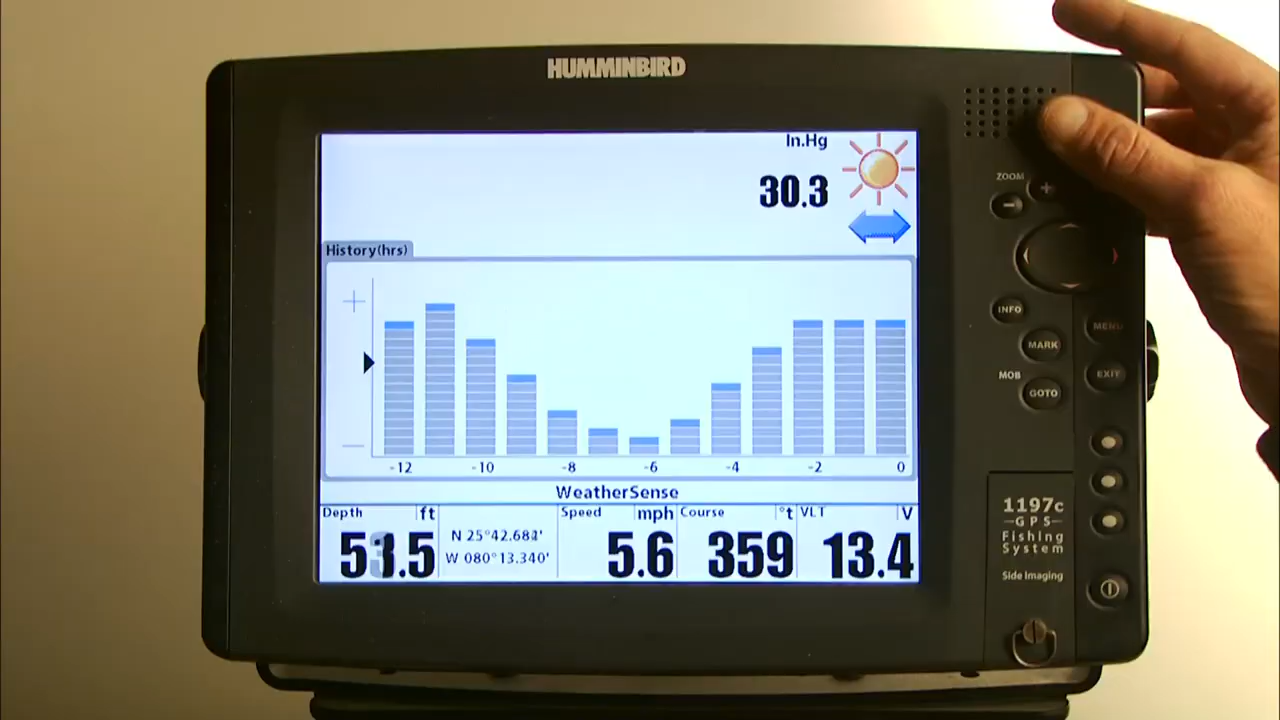 HUMMINBIRD
In.Hg
30.3
History(hrs)
-12 -10 -8 -6 -4 -2 0
WeatherSense
Depth ft Speed mph Course °t VLT V
N 25°42.682'
W 080°13.340'
5.6 359 13.4
ZOOM
+
−
INFO
MENU
MARK
MOB
EXIT
GOTO
1197c
GPS
Fishing
System
Side Imaging